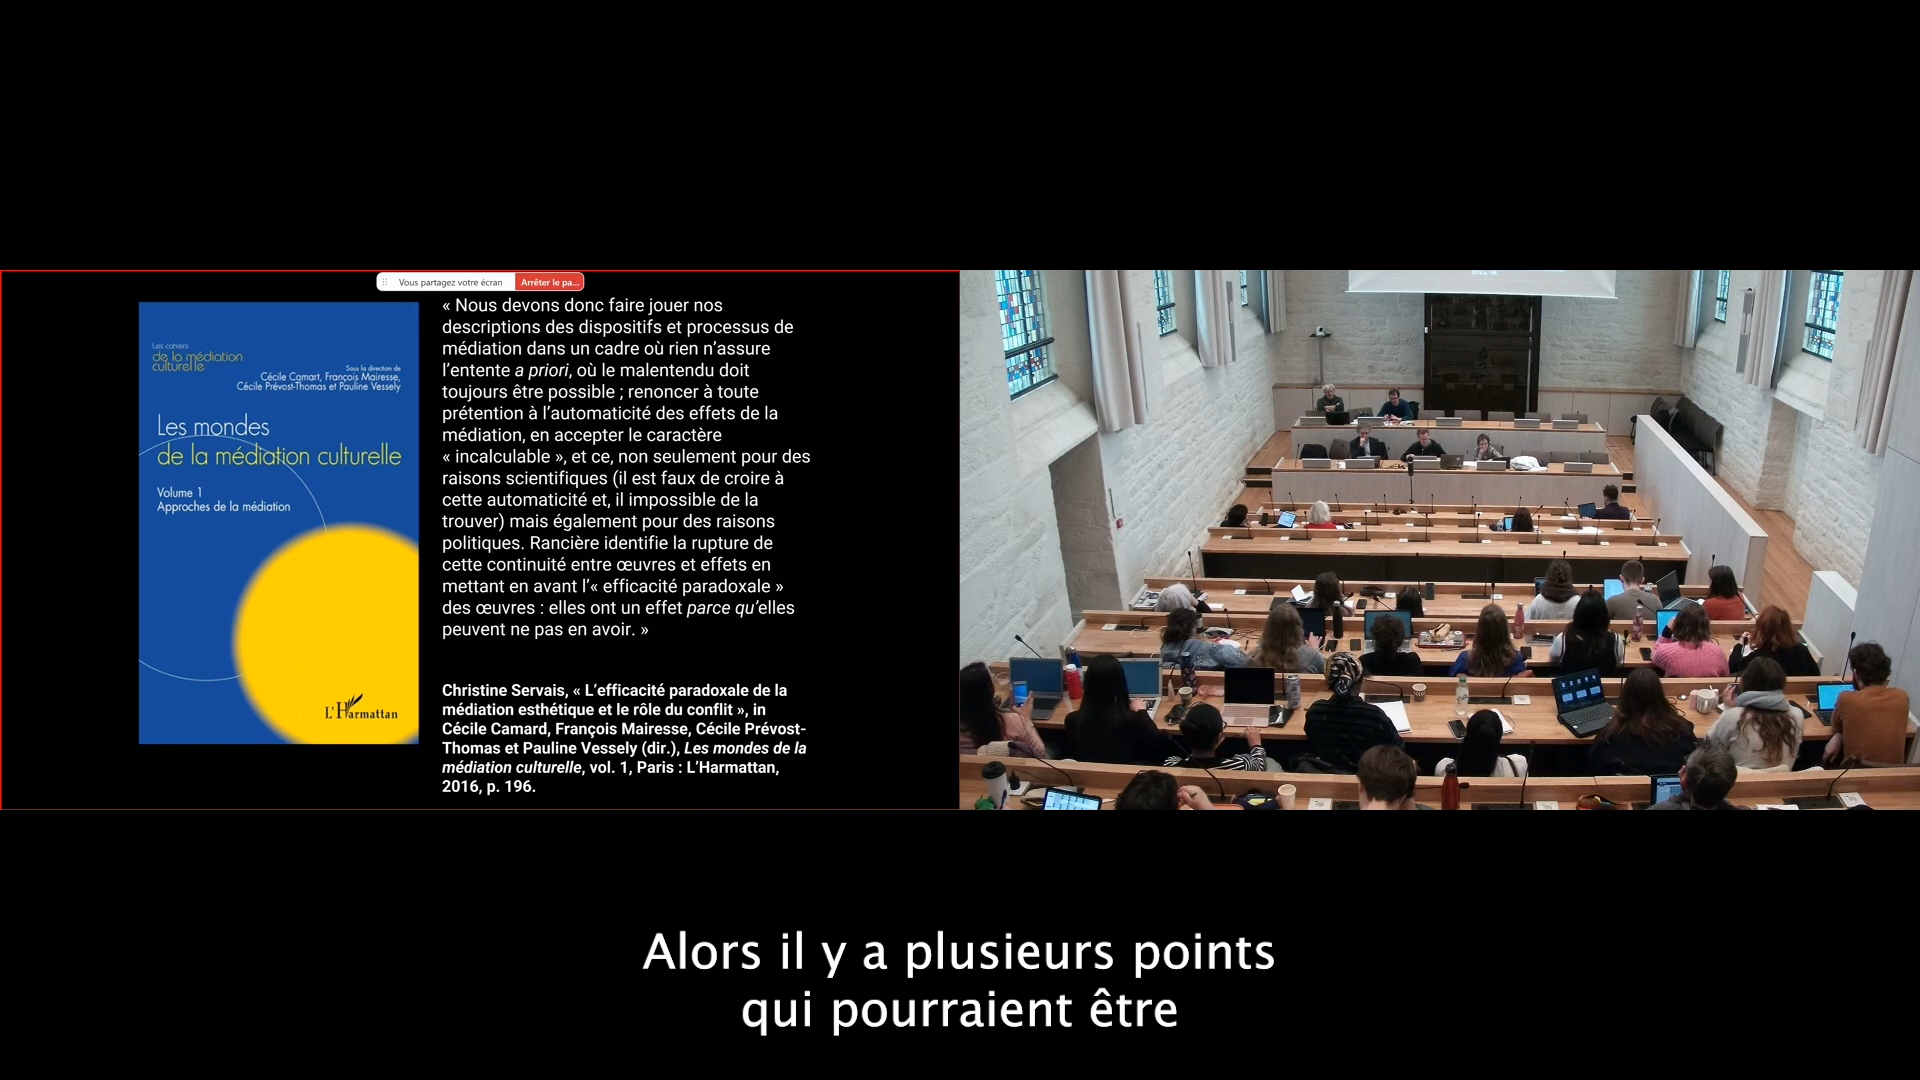 Vous partagez votre écran
Arrêter le pa...
Les cahiers
de la médiation
culturelle
Sous la direction de
Cécile Camart, François Mairesse,
Cécile Prévost-Thomas et Pauline Vessely
Les mondes
de la médiation culturelle
Volume 1
Approches de la médiation
L'Harmattan
« Nous devons donc faire jouer nos
descriptions des dispositifs et processus de
médiation dans un cadre où rien n’assure
l’entente a priori, où le malentendu doit
toujours être possible ; renoncer à toute
prétention à l’automaticité des effets de la
médiation, en accepter le caractère
« incalculable », et ce, non seulement pour des
raisons scientifiques (il est faux de croire à
cette automaticité et, il impossible de la
trouver) mais également pour des raisons
politiques. Rancière identifie la rupture de
cette continuité entre œuvres et effets en
mettant en avant l’« efficacité paradoxale »
des œuvres : elles ont un effet parce qu’elles
peuvent ne pas en avoir. »
Christine Servais, « L’efficacité paradoxale de la
médiation esthétique et le rôle du conflit », in
Cécile Camard, François Mairesse, Cécile Prévost-
Thomas et Pauline Vessely (dir.), Les mondes de la
médiation culturelle, vol. 1, Paris : L’Harmattan,
2016, p. 196.
Alors il y a plusieurs points
qui pourraient être